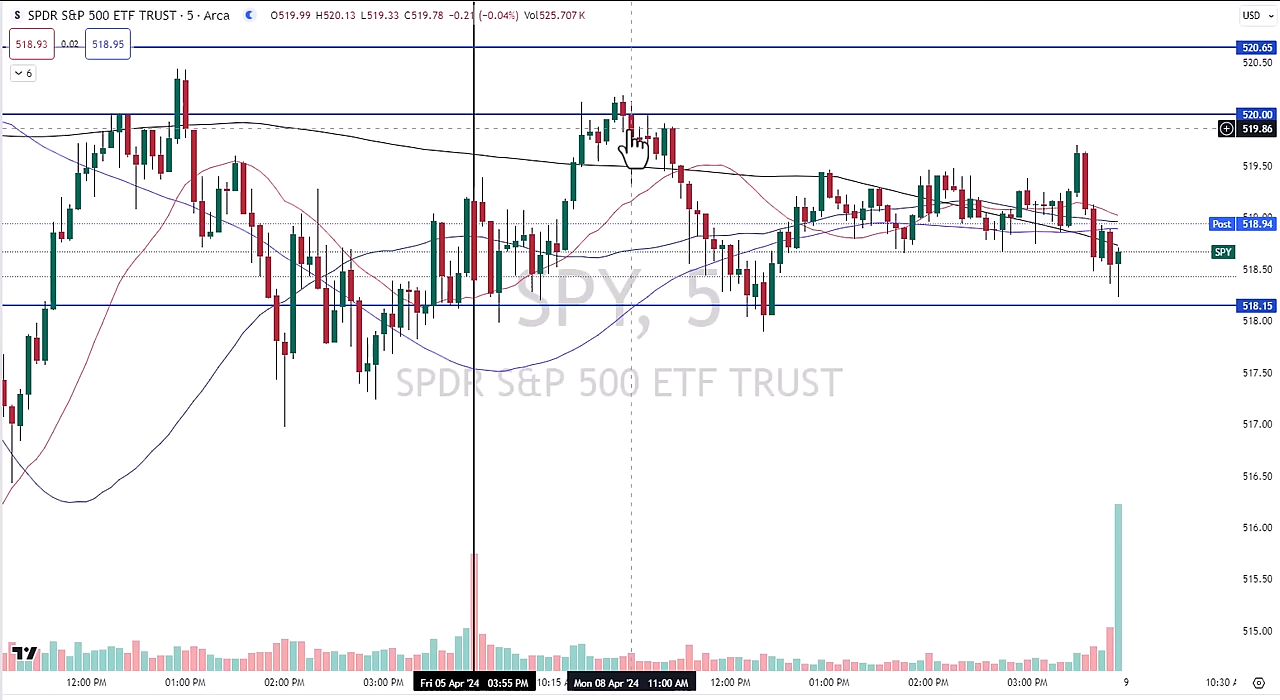 S SPDR S&P 500 ETF TRUST · 5 · Arca O519.99 H520.13 L519.33 C519.78 -0.21 (-0.04%) Vol525.707K
USD
518.93 0.02 518.95
520.65
520.50
6
520.00
519.86
519.50
519.00
Post 518.94
SPY
518.50
518.15
518.00
SPY, 5
SPDR S&P 500 ETF TRUST
517.50
517.00
516.50
516.00
515.50
515.00
12:00 PM 01:00 PM 02:00 PM 03:00 PM Fri 05 Apr '24 03:55 PM 10:15 A Mon 08 Apr '24 11:00 AM 12:00 PM 01:00 PM 02:00 PM 03:00 PM 9 10:30